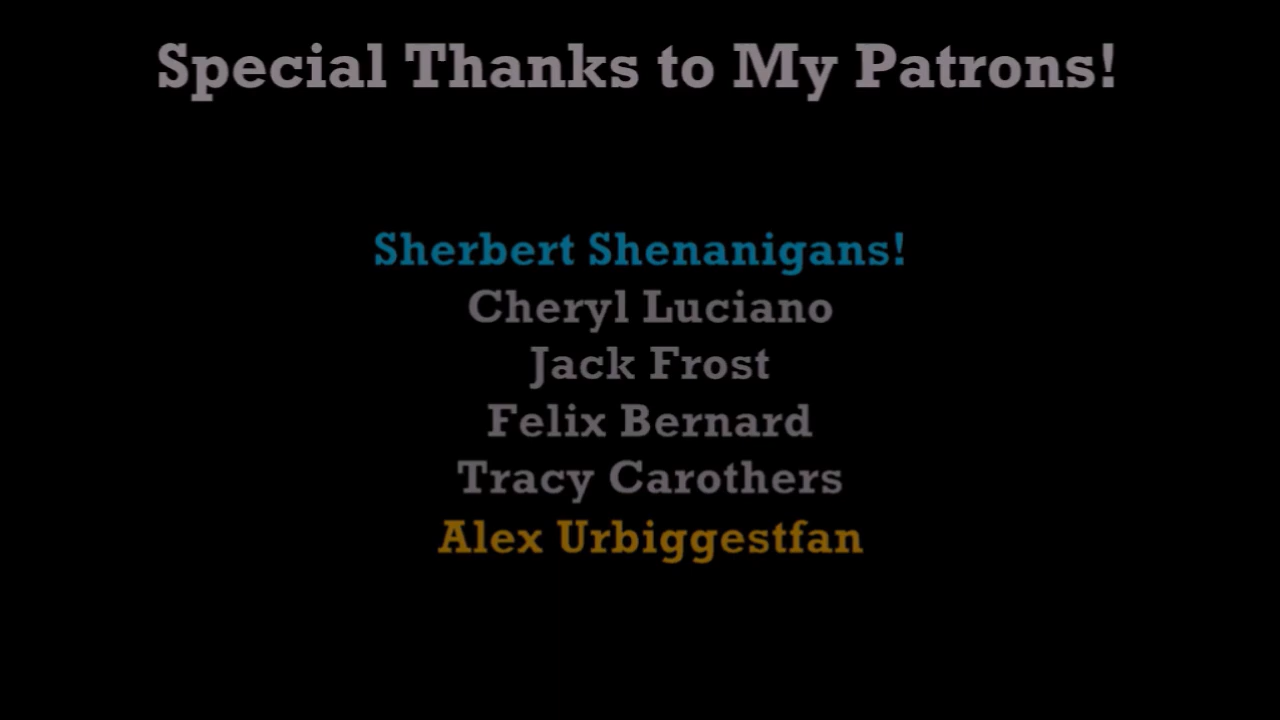 Special Thanks to My Patrons!
Sherbert Shenanigans!
Cheryl Luciano
Jack Frost
Felix Bernard
Tracy Carothers
Alex Urbiggestfan